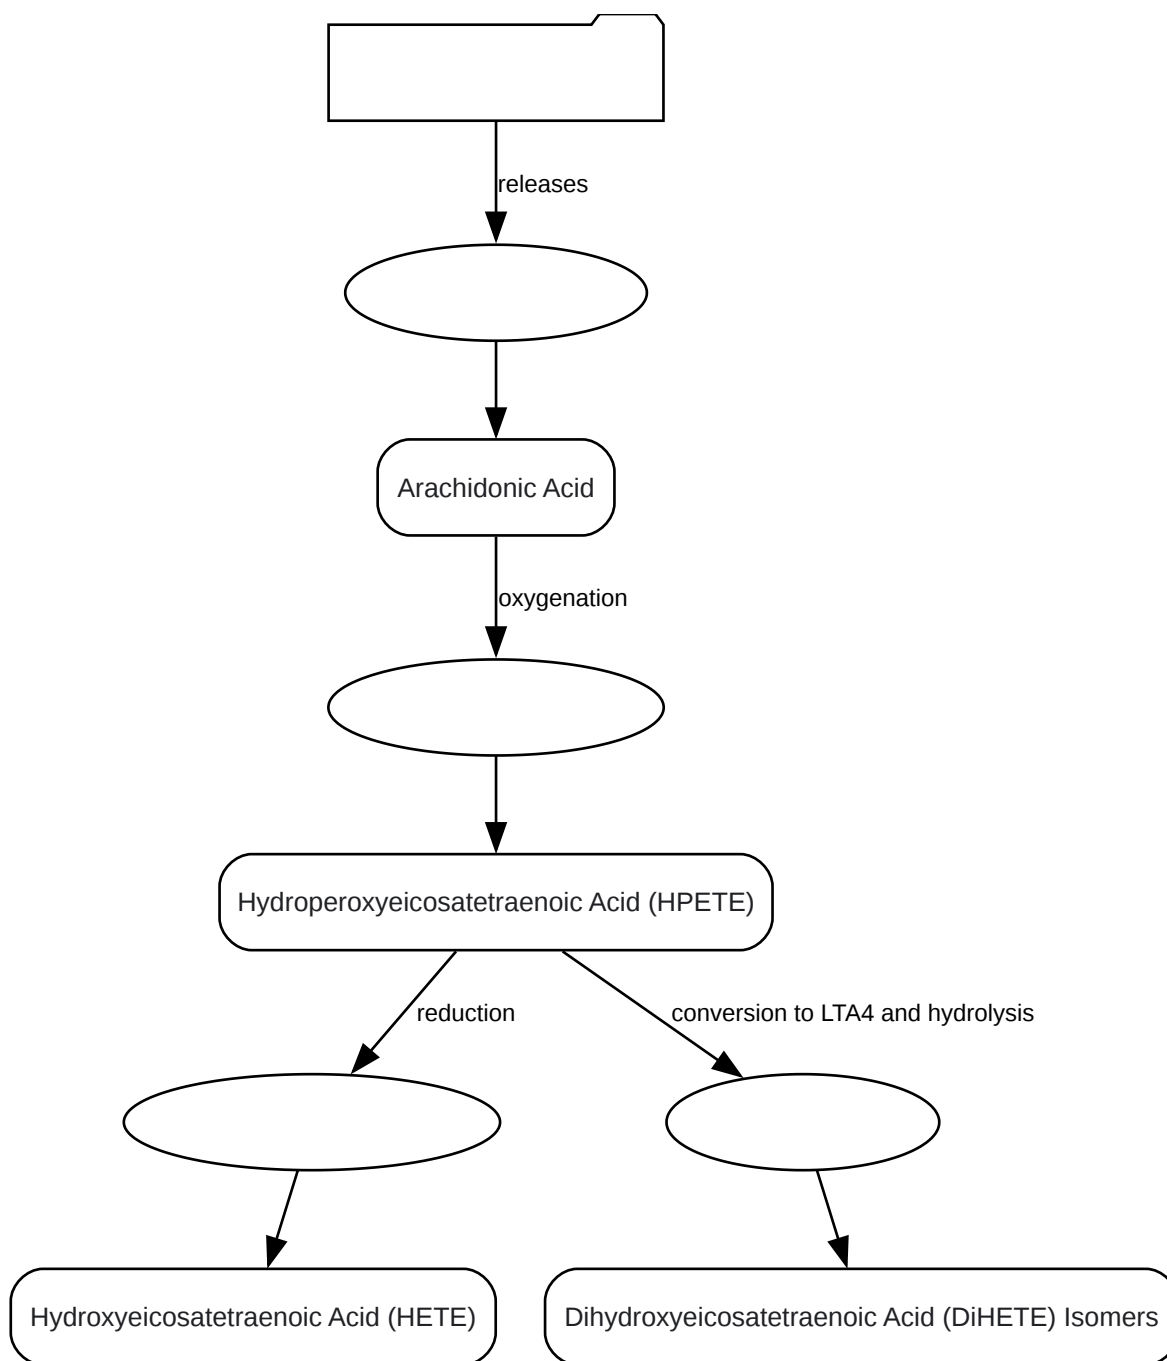 releases
Arachidonic Acid
oxygenation
Hydroperoxyeicosatetraenoic Acid (HPETE)
reduction
conversion to LTA4 and hydrolysis
Hydroxyeicosatetraenoic Acid (HETE)
Dihydroxyeicosatetraenoic Acid (DiHETE) Isomers